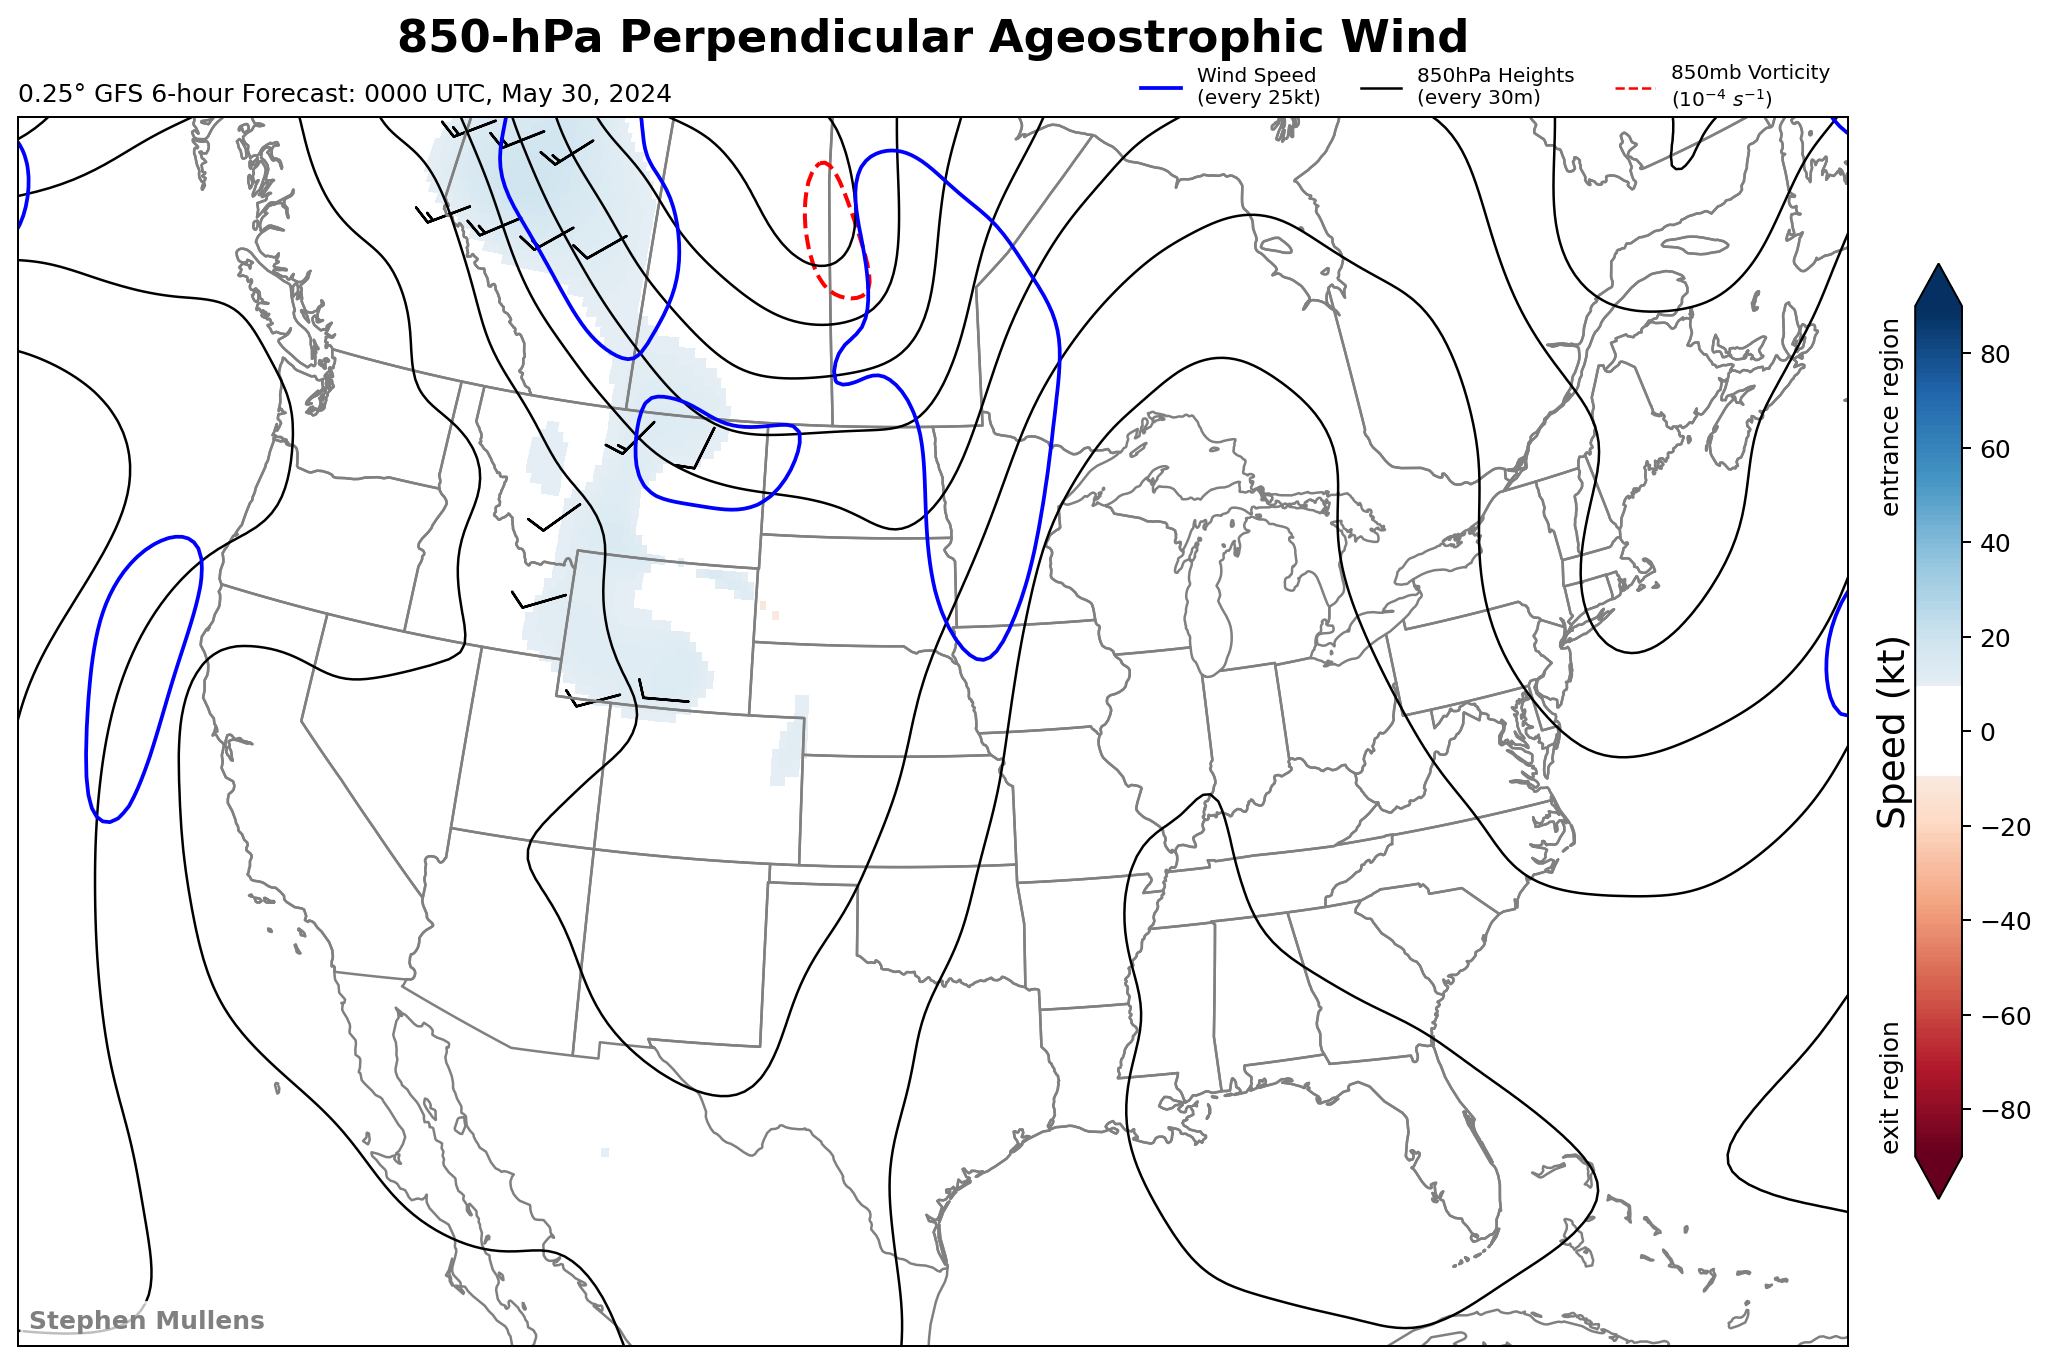 850-hPa Perpendicular Ageostrophic Wind
0.25° GFS 6-hour Forecast: 0000 UTC, May 30, 2024
Wind Speed
(every 25kt)
850hPa Heights
(every 30m)
850mb Vorticity
(10⁻⁴ s⁻¹)
entrance region
Speed (kt)
exit region
80
60
40
20
0
−20
−40
−60
−80
Stephen Mullens